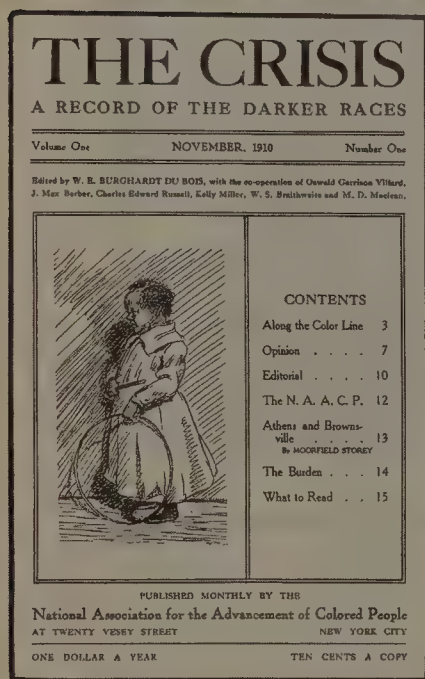 THE CRISIS
A RECORD OF THE DARKER RACES
Volume One NOVEMBER, 1910 Number One
Edited by W. E. BURGHARDT DU BOIS, with the co-operation of Oswald Garrison Villard,
J. Max Barber, Charles Edward Russell, Kelly Miller, W. S. Braithwaite and M. D. Maclean.
CONTENTS
Along the Color Line 3
Opinion . . . . 7
Editorial . . . . 10
The N. A. A. C. P. 12
Athens and Browns-
ville . . . . 13
By MOORFIELD STOREY
The Burden . . . 14
What to Read . . 15
PUBLISHED MONTHLY BY THE
National Association for the Advancement of Colored People
AT TWENTY VESEY STREET NEW YORK CITY
ONE DOLLAR A YEAR TEN CENTS A COPY